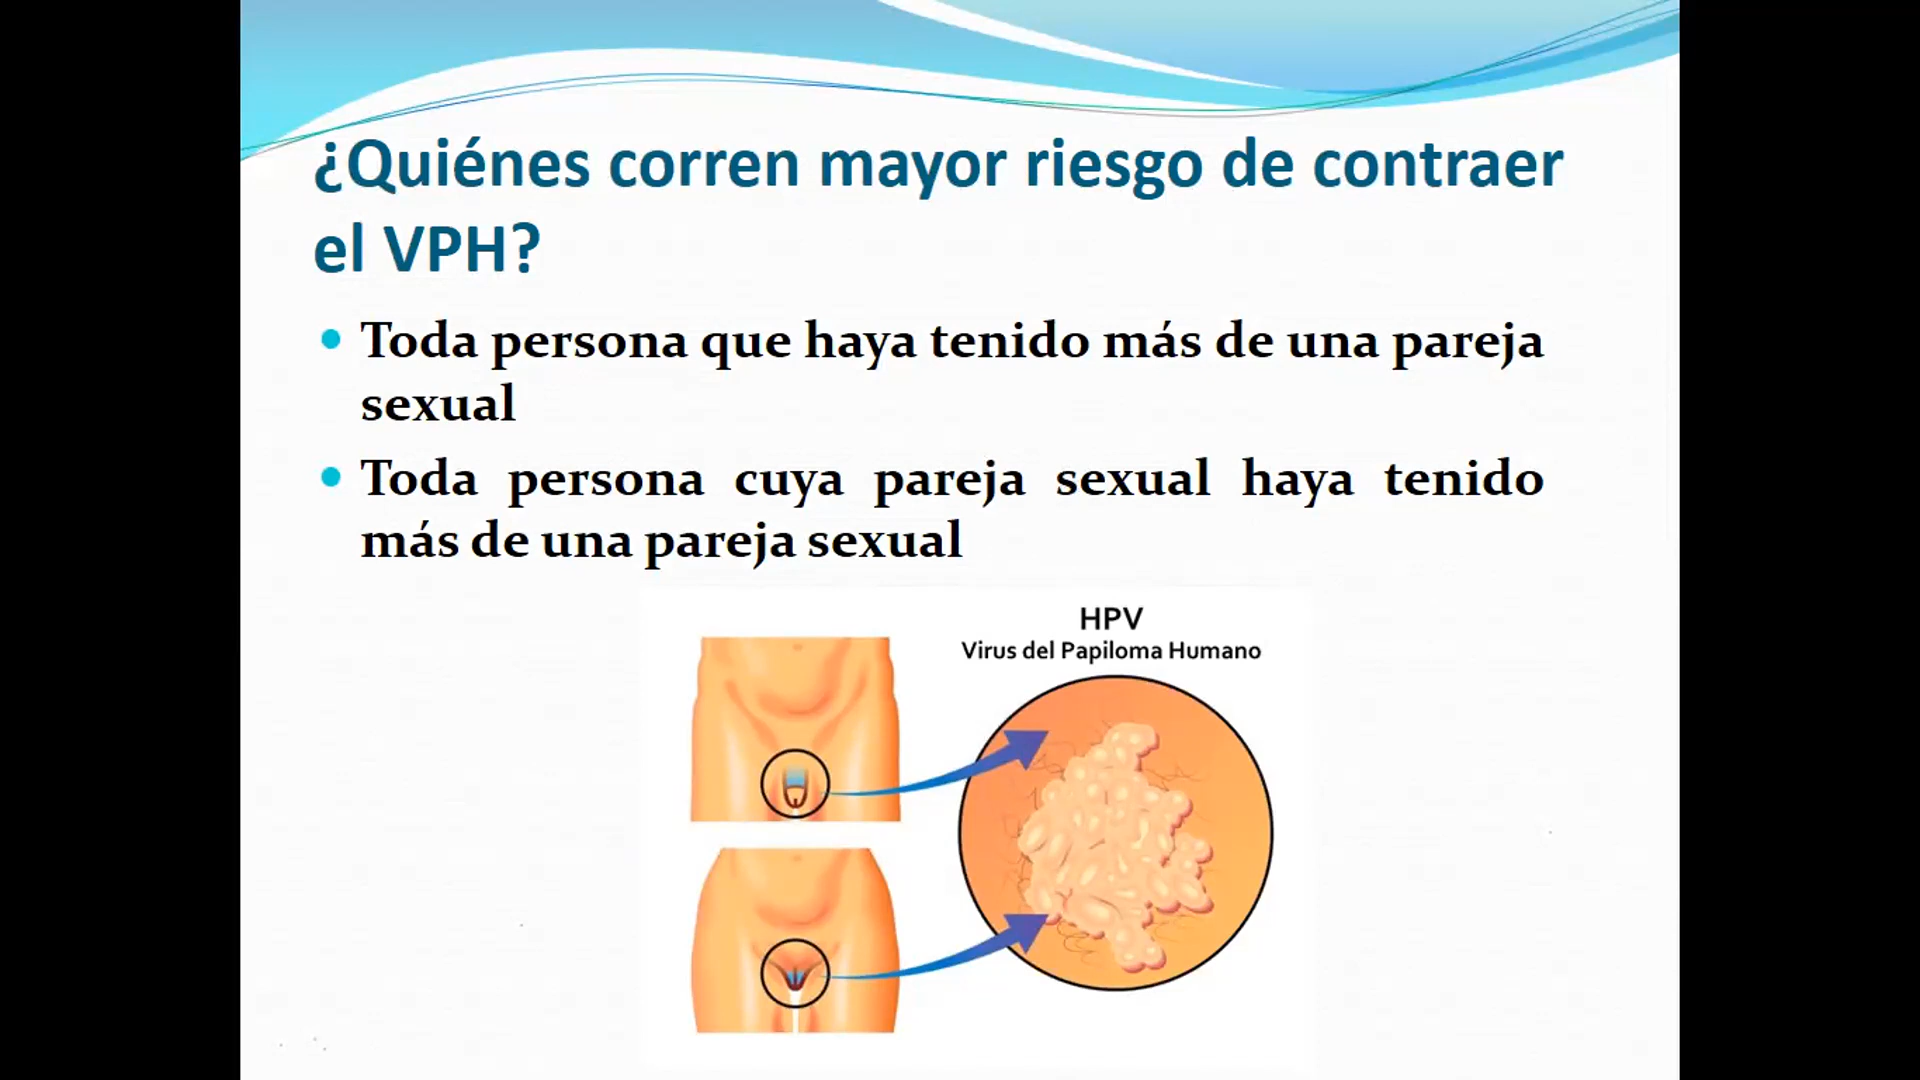 ¿Quiénes corren mayor riesgo de contraer
el VPH?
• Toda persona que haya tenido más de una pareja
sexual
• Toda persona cuya pareja sexual haya tenido
más de una pareja sexual
HPV
Virus del Papiloma Humano